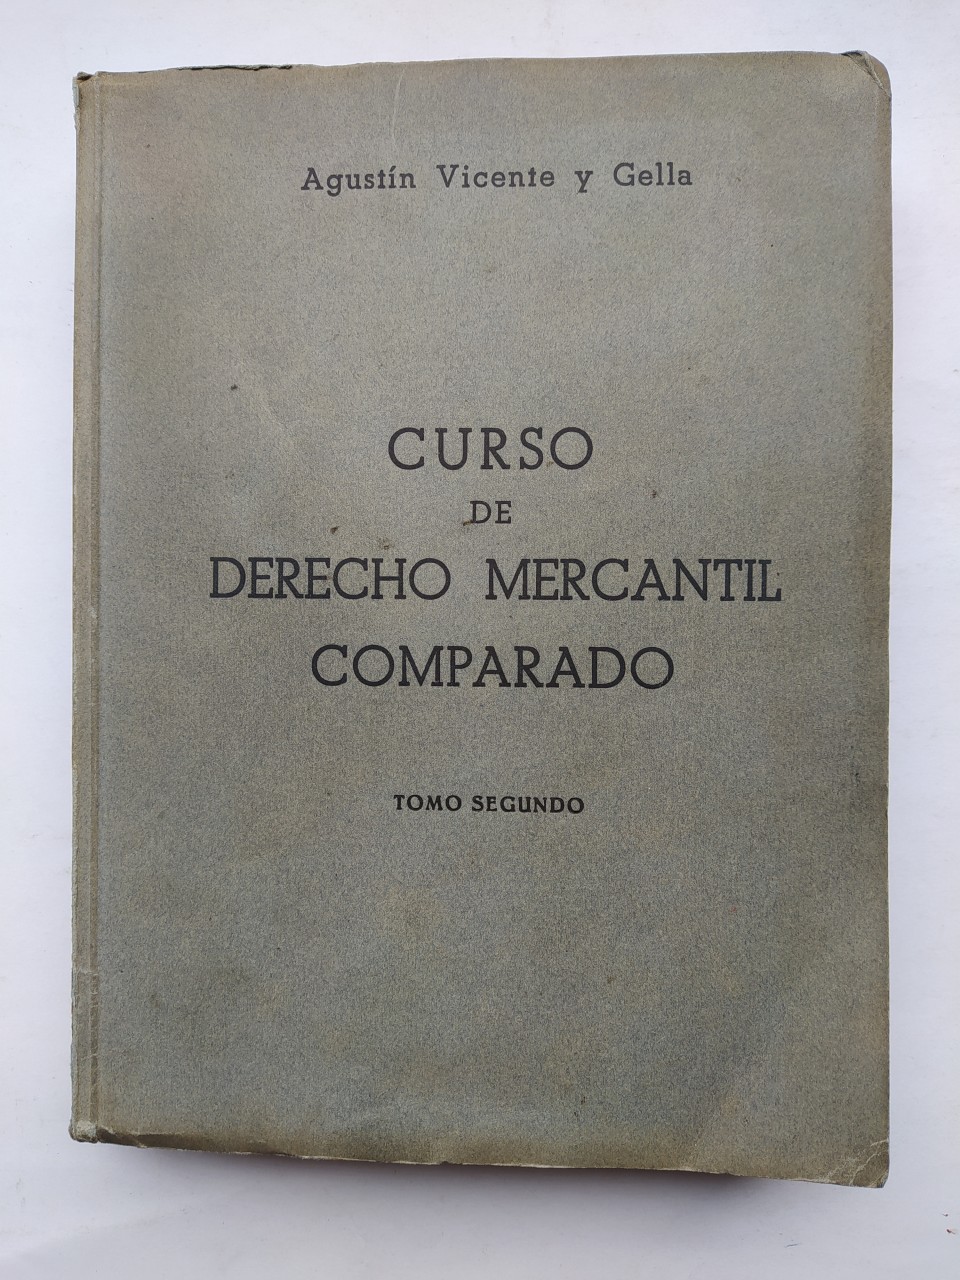 Agustín Vicente y Gella
CURSO
DE
DERECHO MERCANTIL
COMPARADO
TOMO SEGUNDO